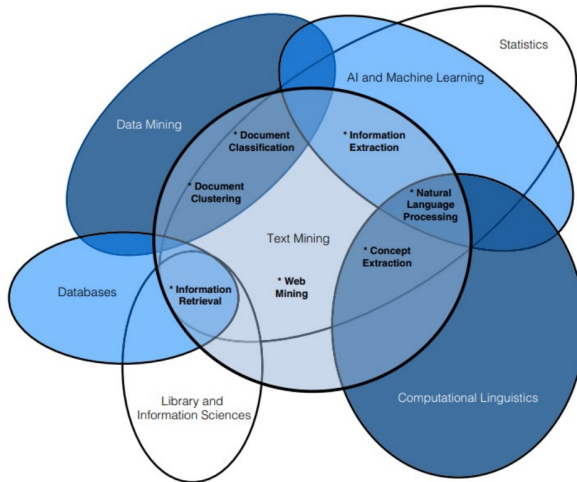 Statistics
AI and Machine Learning
Data Mining
* Document
Classification
* Information
Extraction
* Document
Clustering
* Natural
Language
Processing
Text Mining
* Concept
Extraction
* Web
Mining
Databases
* Information
Retrieval
Library and
Information Sciences
Computational Linguistics